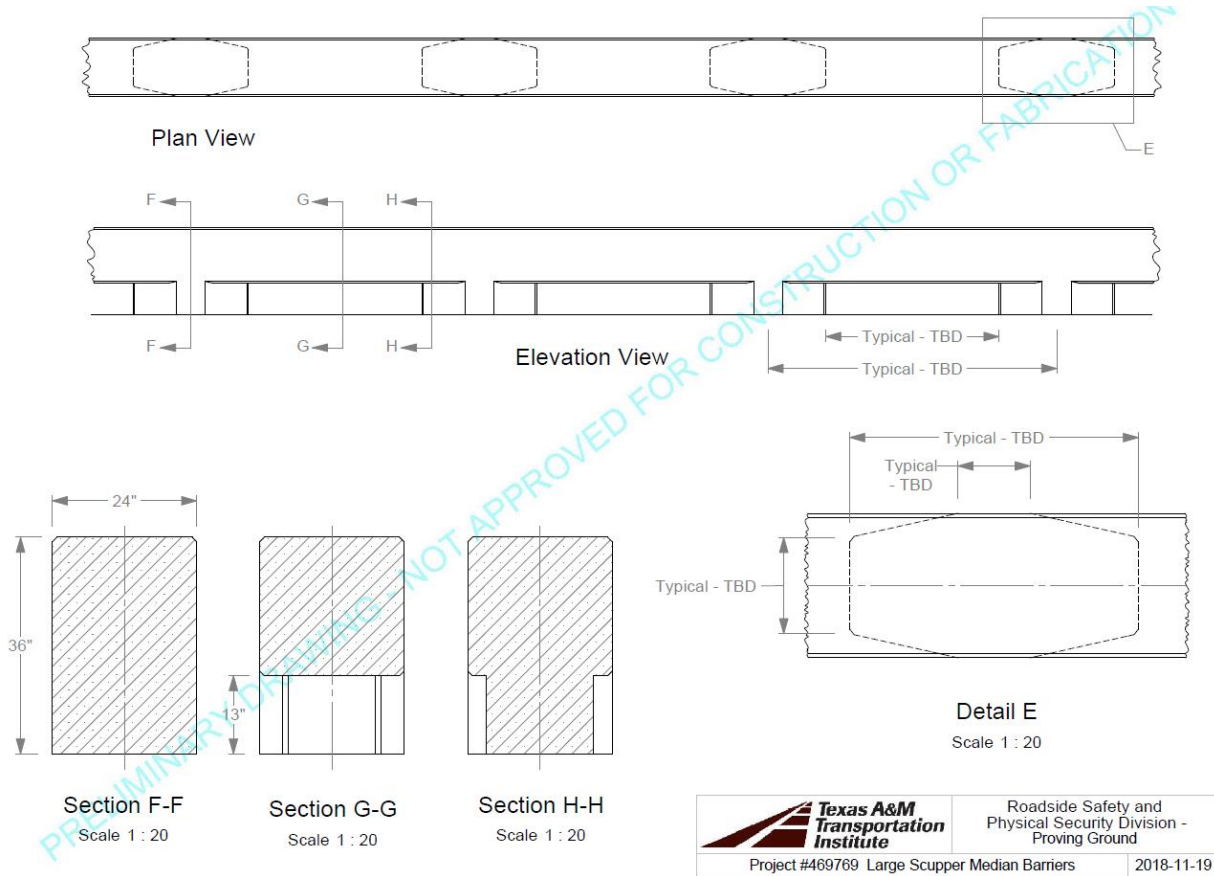 Plan View
E
F
G
H
F
G
H
Elevation View
Typical - TBD
Typical - TBD
PRELIMINARY DRAWING - NOT APPROVED FOR CONSTRUCTION OR FABRICATION
24"
36"
13"
Section F-F
Scale 1 : 20
Section G-G
Scale 1 : 20
Section H-H
Scale 1 : 20
Typical - TBD
Typical
- TBD
Typical - TBD
Detail E
Scale 1 : 20
Texas A&M
Transportation
Institute
Roadside Safety and
Physical Security Division -
Proving Ground
Project #469769 Large Scupper Median Barriers
2018-11-19